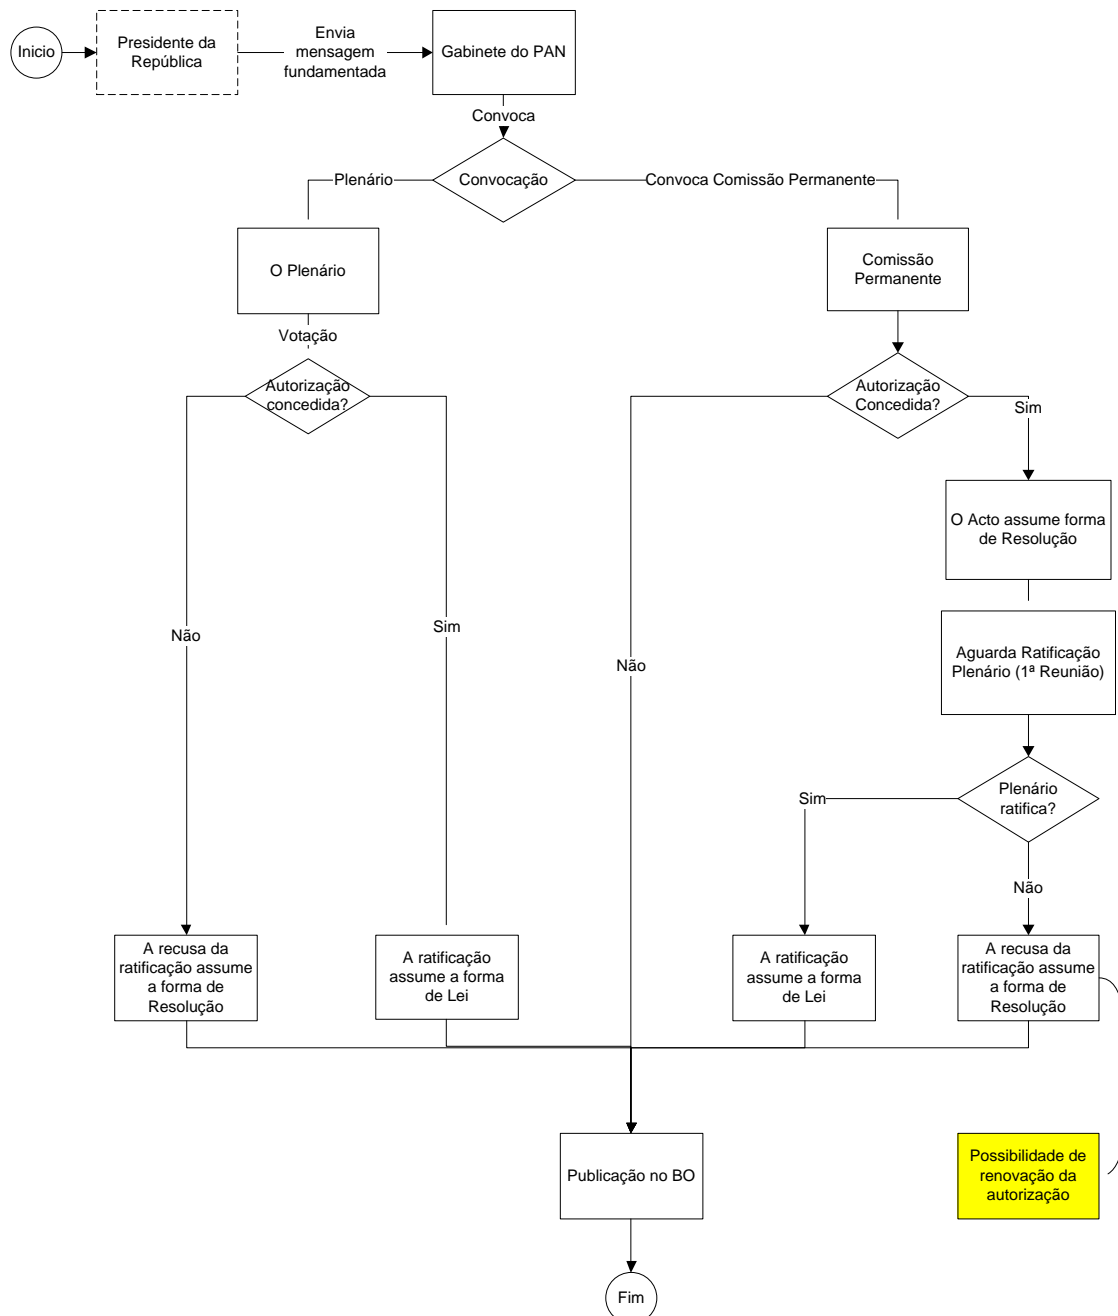 Inicio
Presidente da
República
Envia
mensagem
fundamentada
Gabinete do PAN
Convoca
Convocação
Plenário
Convoca Comissão Permanente
O Plenário
Comissão
Permanente
Votação
Autorização
concedida?
Autorização
Concedida?
Sim
O Acto assume forma
de Resolução
Não
Sim
Não
Aguarda Ratificação
Plenário (1ª Reunião)
Plenário
ratifica?
Sim
Não
A recusa da
ratificação assume
a forma de
Resolução
A ratificação
assume a forma
de Lei
A ratificação
assume a forma
de Lei
A recusa da
ratificação assume
a forma de
Resolução
Publicação no BO
Possibilidade de
renovação da
autorização
Fim